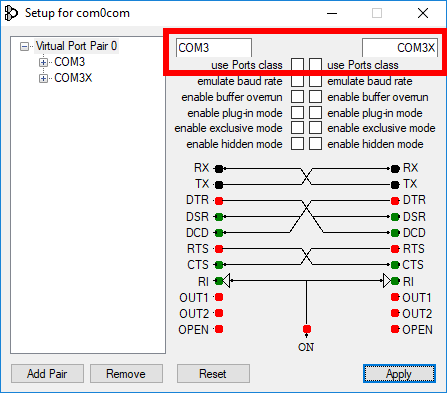 Setup for com0com
Virtual Port Pair 0
COM3
COM3X
COM3 COM3X
use Ports class use Ports class
emulate baud rate emulate baud rate
enable buffer overrun enable buffer overrun
enable plug-in mode enable plug-in mode
enable exclusive mode enable exclusive mode
enable hidden mode enable hidden mode
RX RX
TX TX
DTR DTR
DSR DSR
DCD DCD
RTS RTS
CTS CTS
RI RI
OUT1 OUT1
OUT2 OUT2
OPEN OPEN
ON
Add Pair Remove Reset Apply